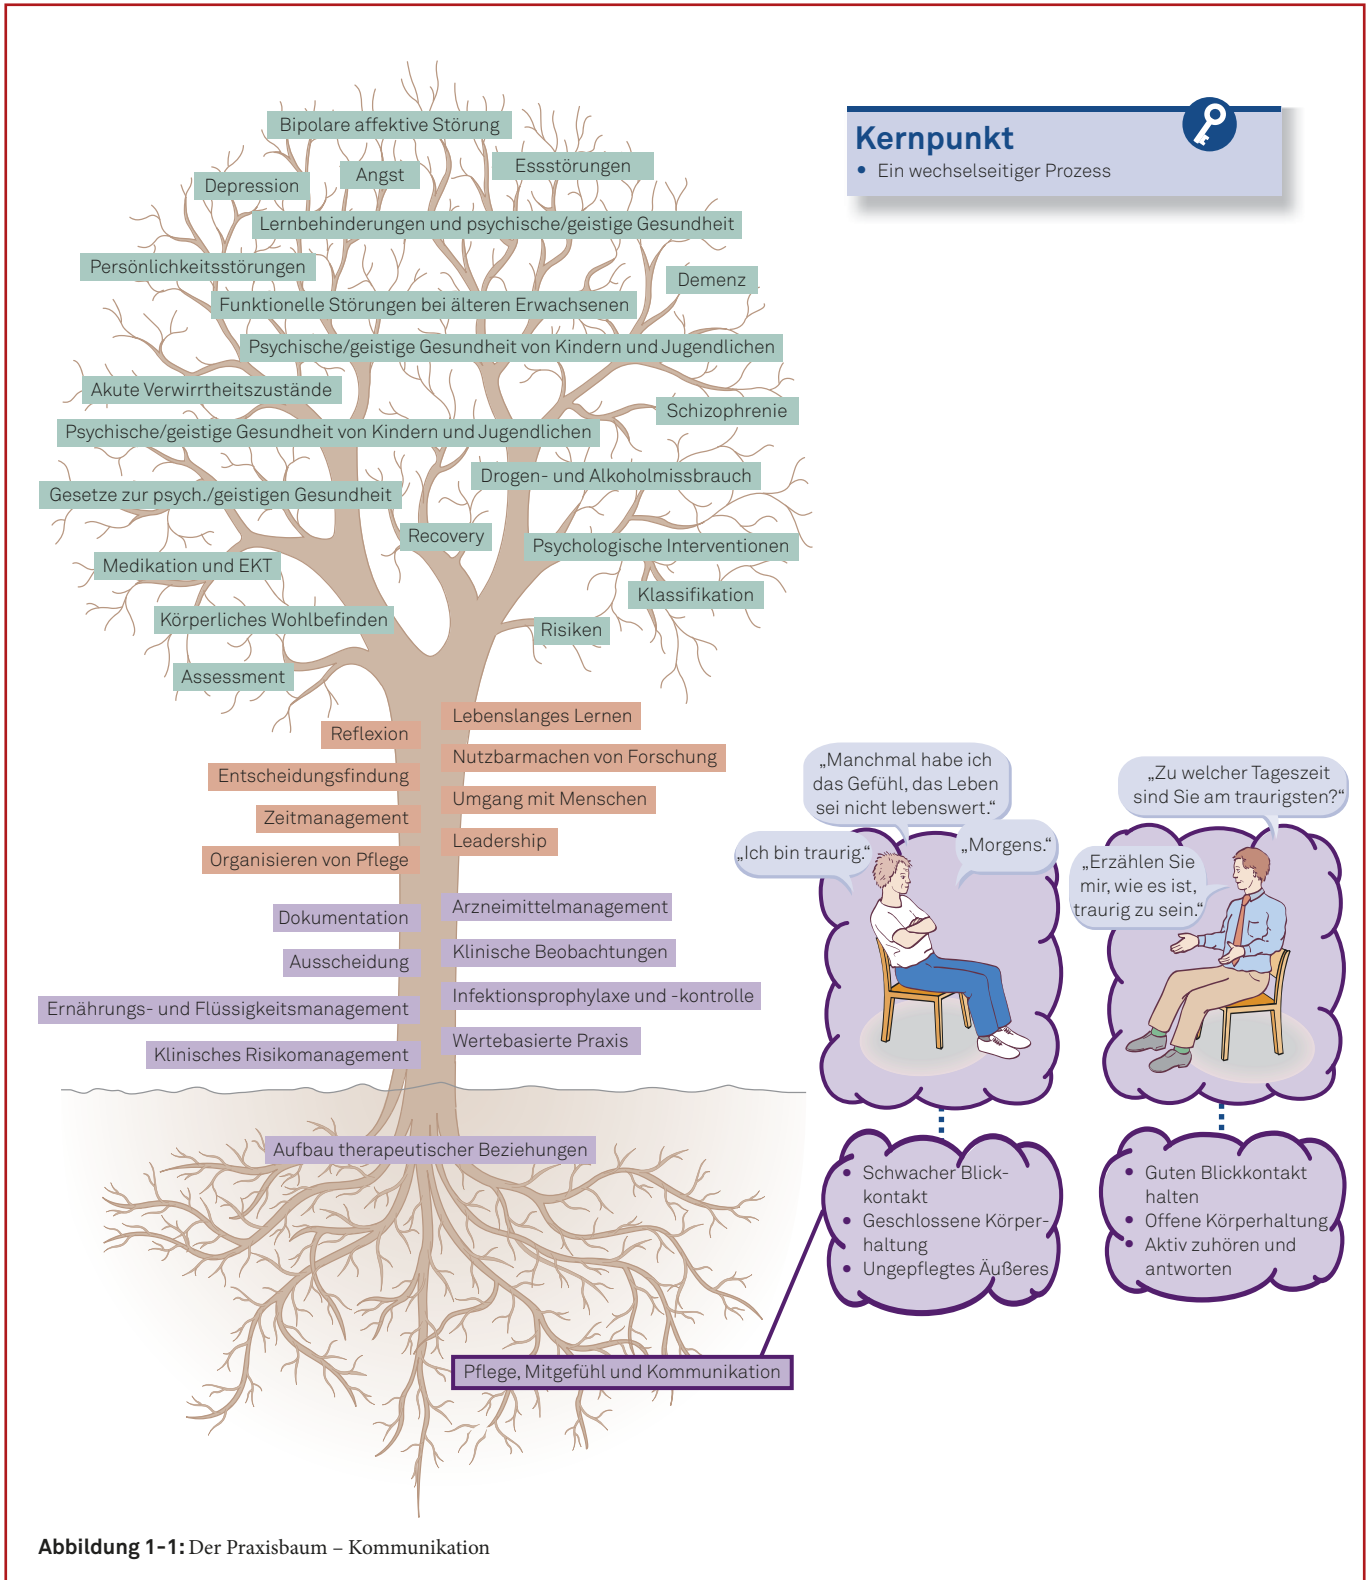 Bipolare affektive Störung
Essstörungen
Angst
Depression
Lernbehinderungen und psychische/geistige Gesundheit
Persönlichkeitsstörungen
Demenz
Funktionelle Störungen bei älteren Erwachsenen
Psychische/geistige Gesundheit von Kindern und Jugendlichen
Akute Verwirrtheitszustände
Schizophrenie
Psychische/geistige Gesundheit von Kindern und Jugendlichen
Drogen- und Alkoholmissbrauch
Gesetze zur psych./geistigen Gesundheit
Recovery
Psychologische Interventionen
Medikation und EKT
Klassifikation
Körperliches Wohlbefinden
Risiken
Assessment
Reflexion
Entscheidungsfindung
Zeitmanagement
Organisieren von Pflege
Lebenslanges Lernen
Nutzbarmachen von Forschung
Umgang mit Menschen
Leadership
Dokumentation
Ausscheidung
Ernährungs- und Flüssigkeitsmanagement
Klinisches Risikomanagement
Arzneimittelmanagement
Klinische Beobachtungen
Infektionsprophylaxe und -kontrolle
Wertebasierte Praxis
Aufbau therapeutischer Beziehungen
Pflege, Mitgefühl und Kommunikation
Kernpunkt
• Ein wechselseitiger Prozess
„Manchmal habe ich
das Gefühl, das Leben
sei nicht lebenswert.“
„Ich bin traurig.“
„Morgens.“
„Zu welcher Tageszeit
sind Sie am traurigsten?“
„Erzählen Sie
mir, wie es ist,
traurig zu sein.“
• Schwacher Blick-
kontakt
• Geschlossene Körper-
haltung
• Ungepflegtes Äußeres
• Guten Blickkontakt
halten
• Offene Körperhaltung
• Aktiv zuhören und
antworten
Abbildung 1-1: Der Praxisbaum – Kommunikation